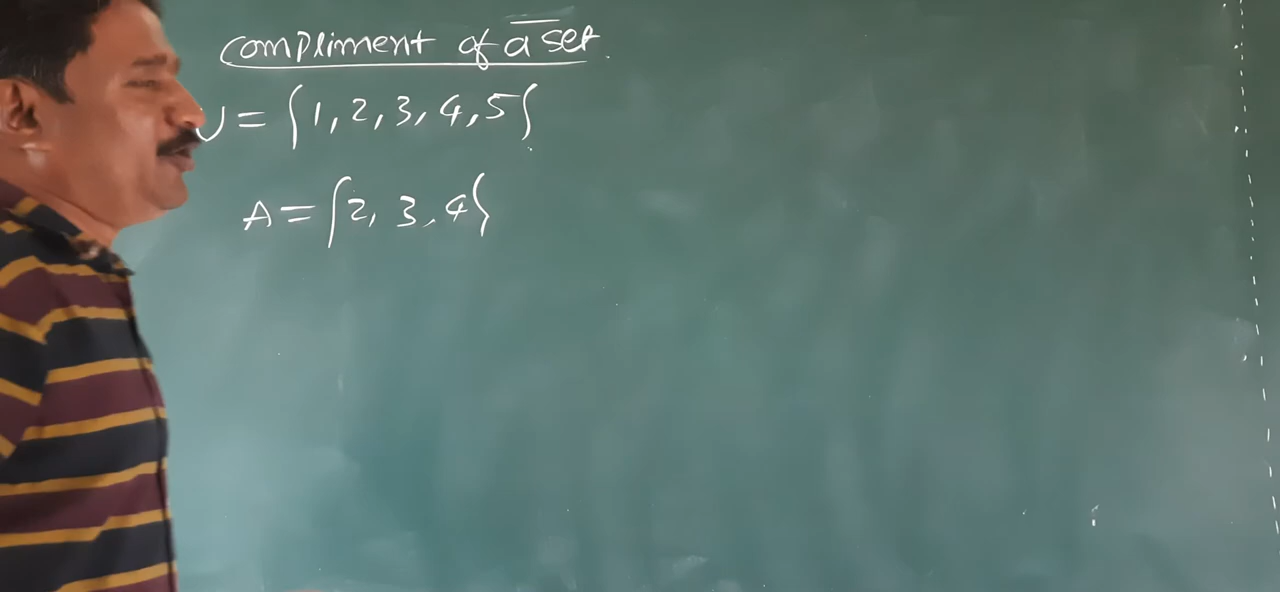 compliment of a set.
U = {1, 2, 3, 4, 5}
A = {2, 3, 4}